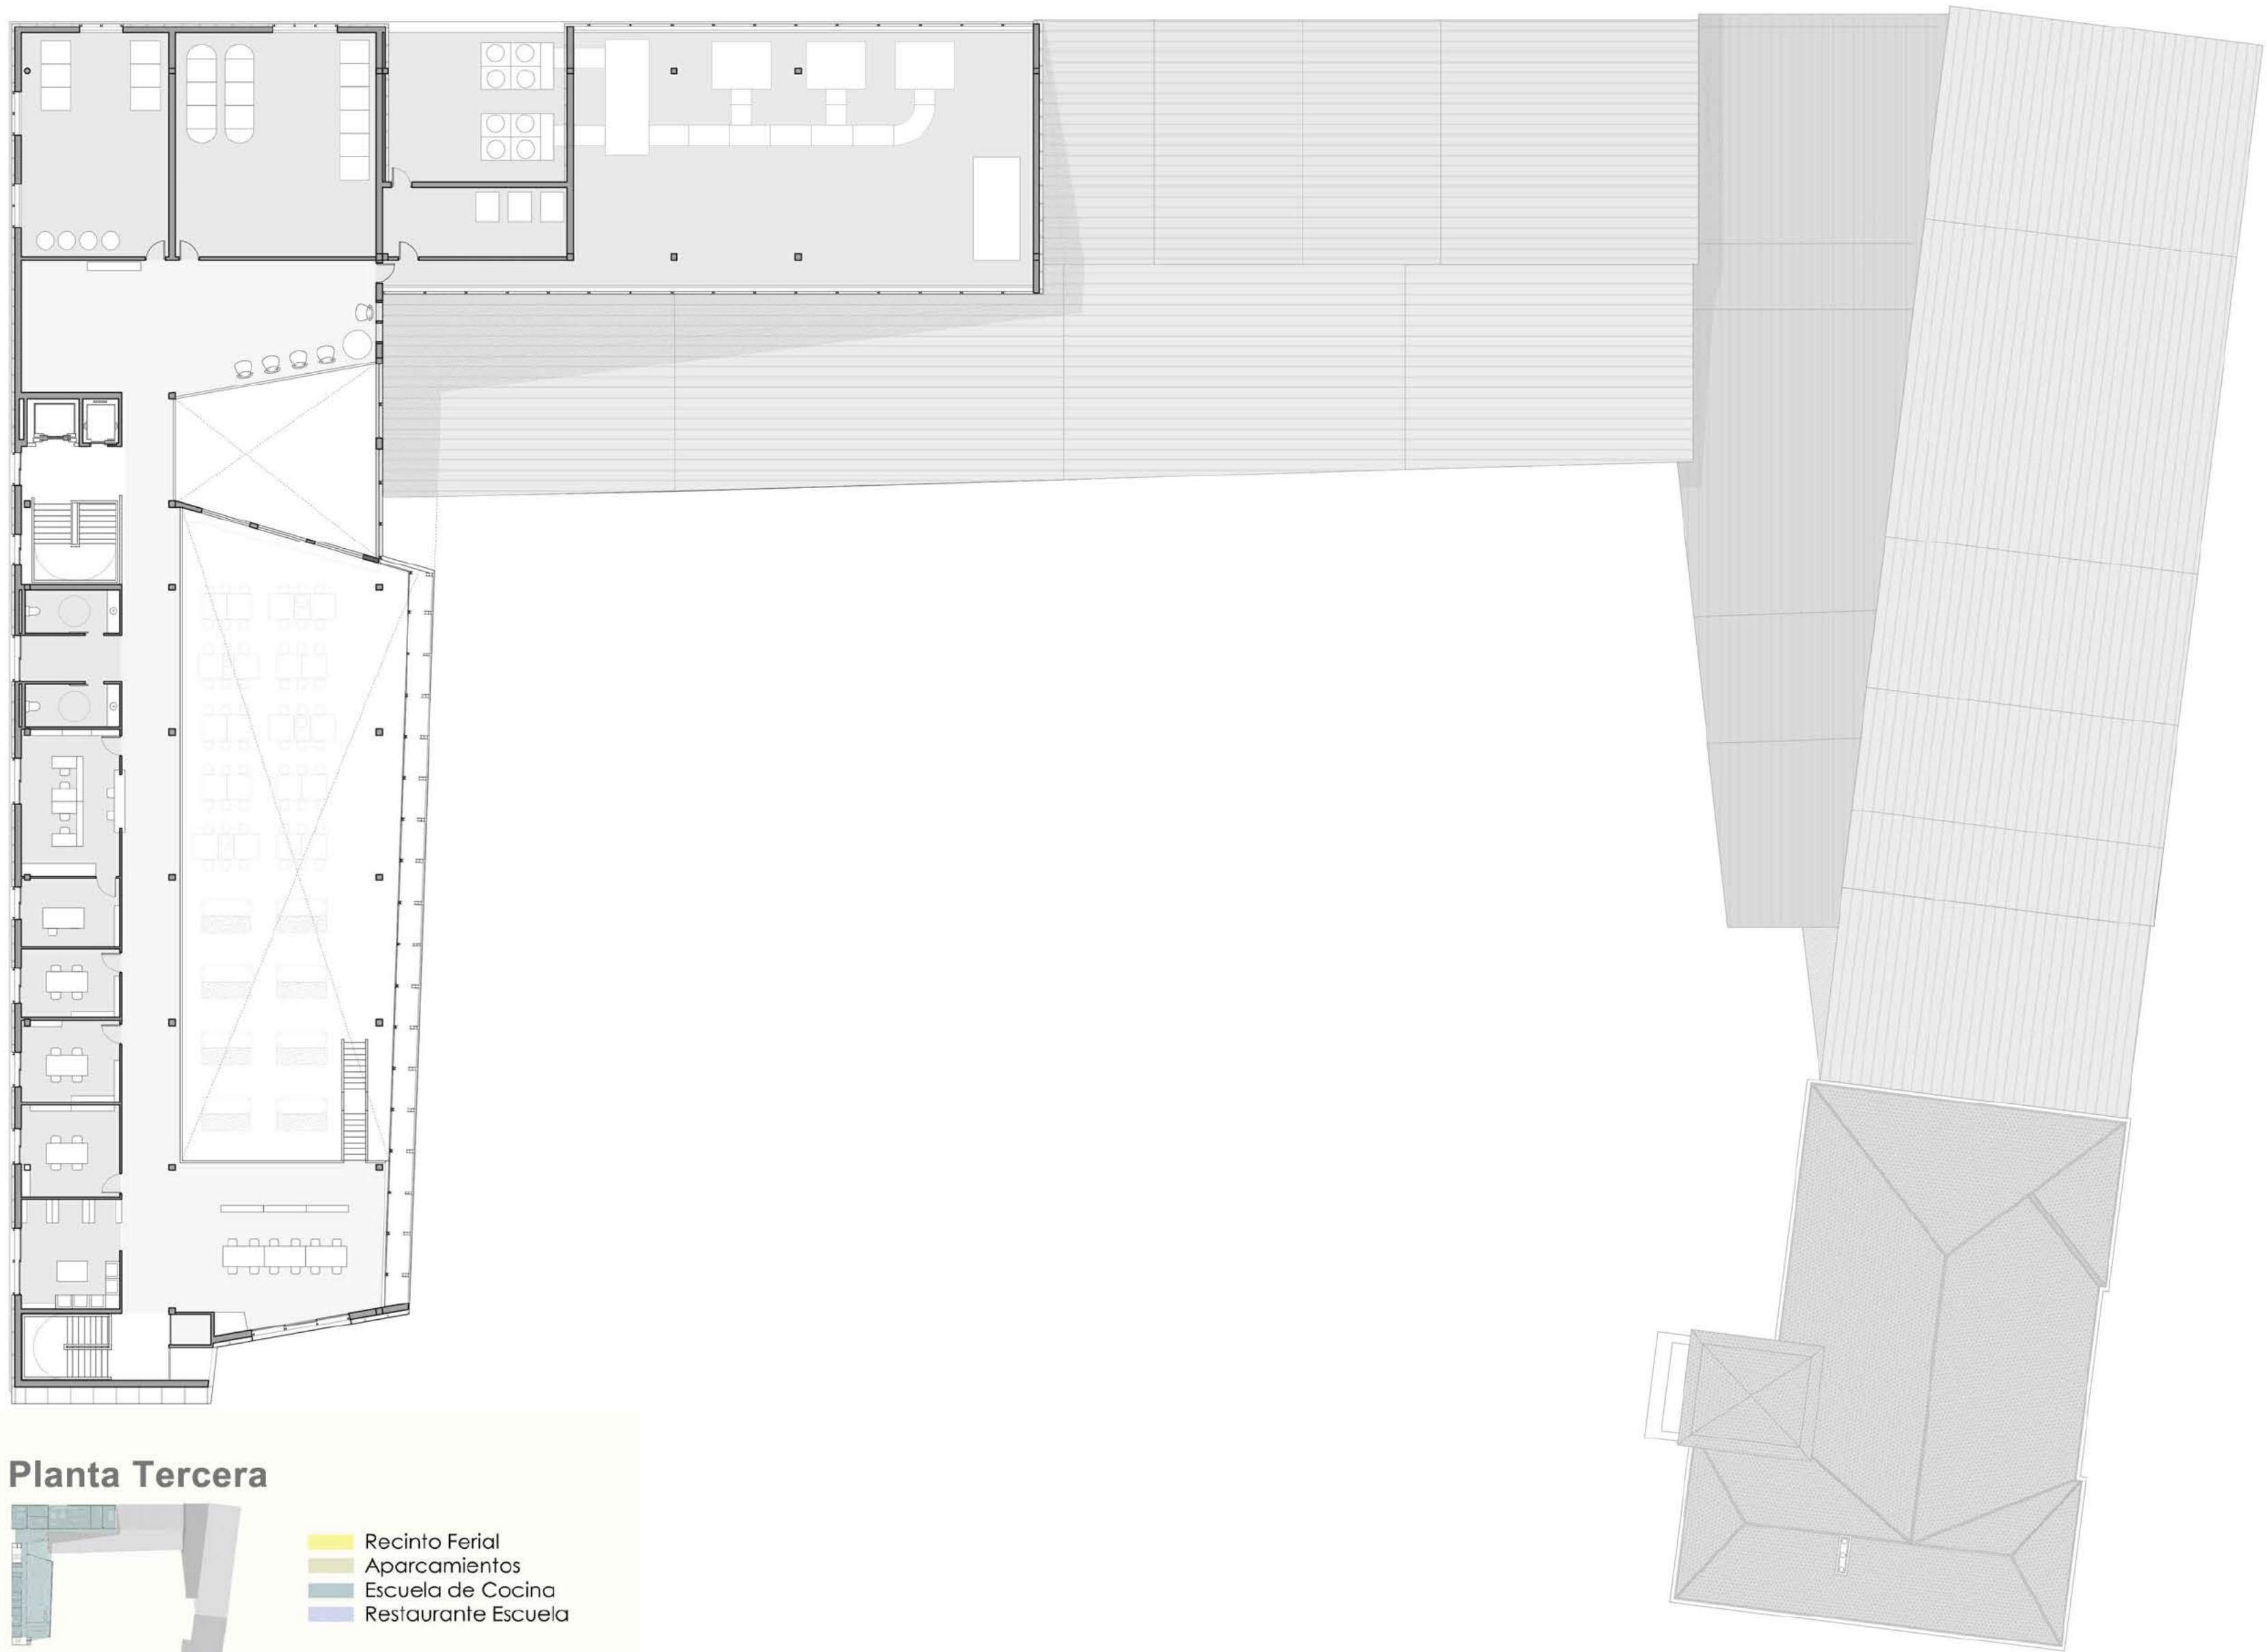 Planta Tercera
Recinto Ferial
Aparcamientos
Escuela de Cocina
Restaurante Escuela